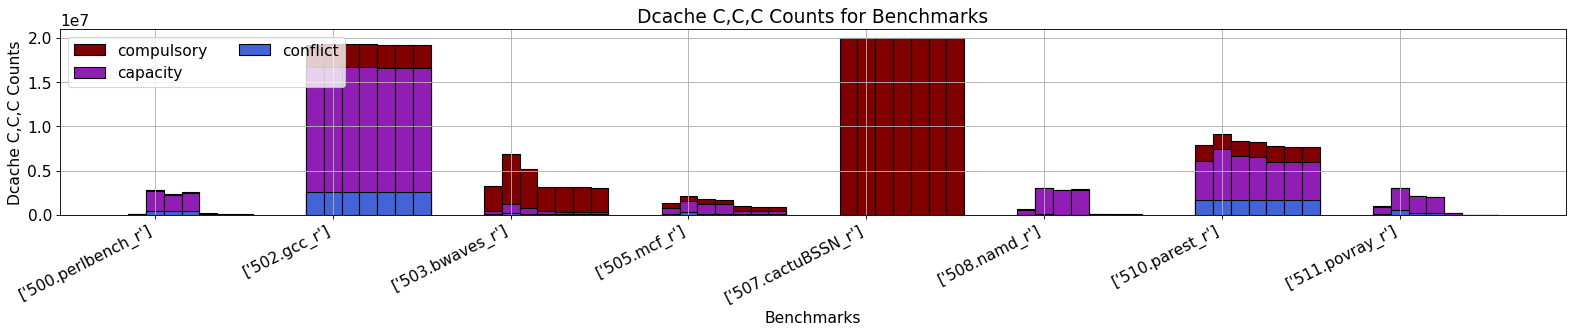 Dcache C,C,C Counts for Benchmarks
1e7
compulsory
capacity
conflict
Dcache C,C,C Counts
2.0
1.5
1.0
0.5
0.0
['500.perlbench_r']
['502.gcc_r']
['503.bwaves_r']
['505.mcf_r']
['507.cactuBSSN_r']
['508.namd_r']
['510.parest_r']
['511.povray_r']
Benchmarks